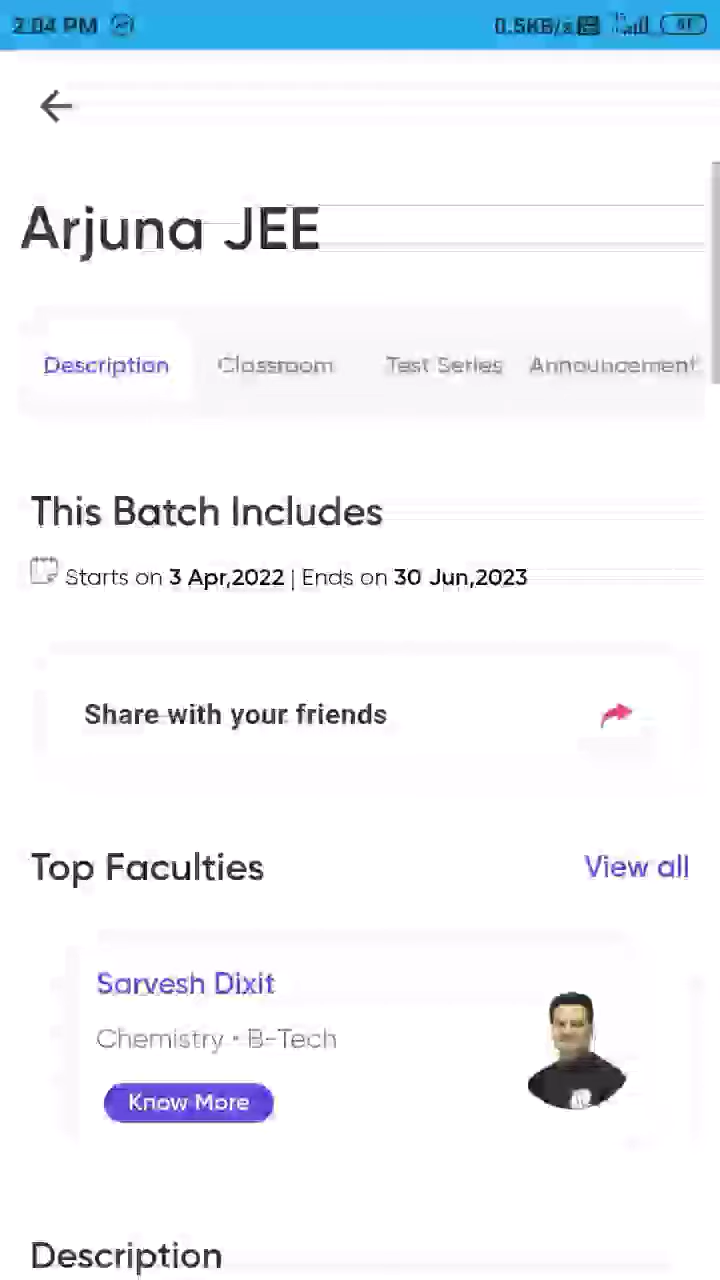 2:04 PM 0.5KB/s
Arjuna JEE
Description Classroom Test Series Announcement
This Batch Includes
Starts on 3 Apr,2022 | Ends on 30 Jun,2023
Share with your friends
Top Faculties View all
Sarvesh Dixit
Chemistry • B-Tech
Know More
Description